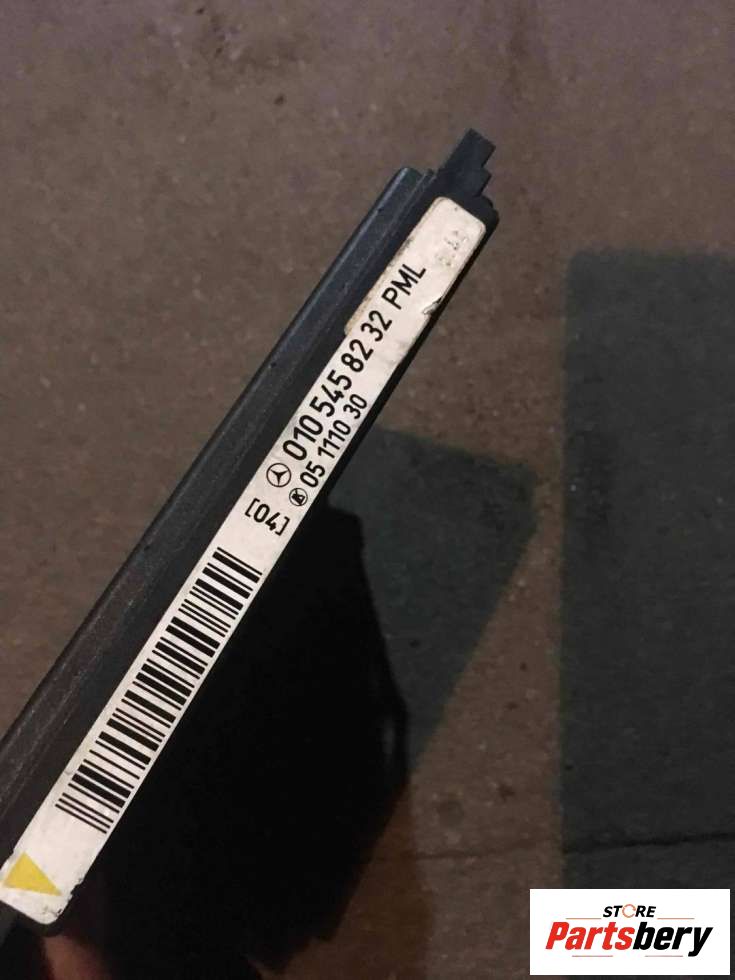 010 545 82 32 PML
05 1110 30
[04]
STORE
Partsbery